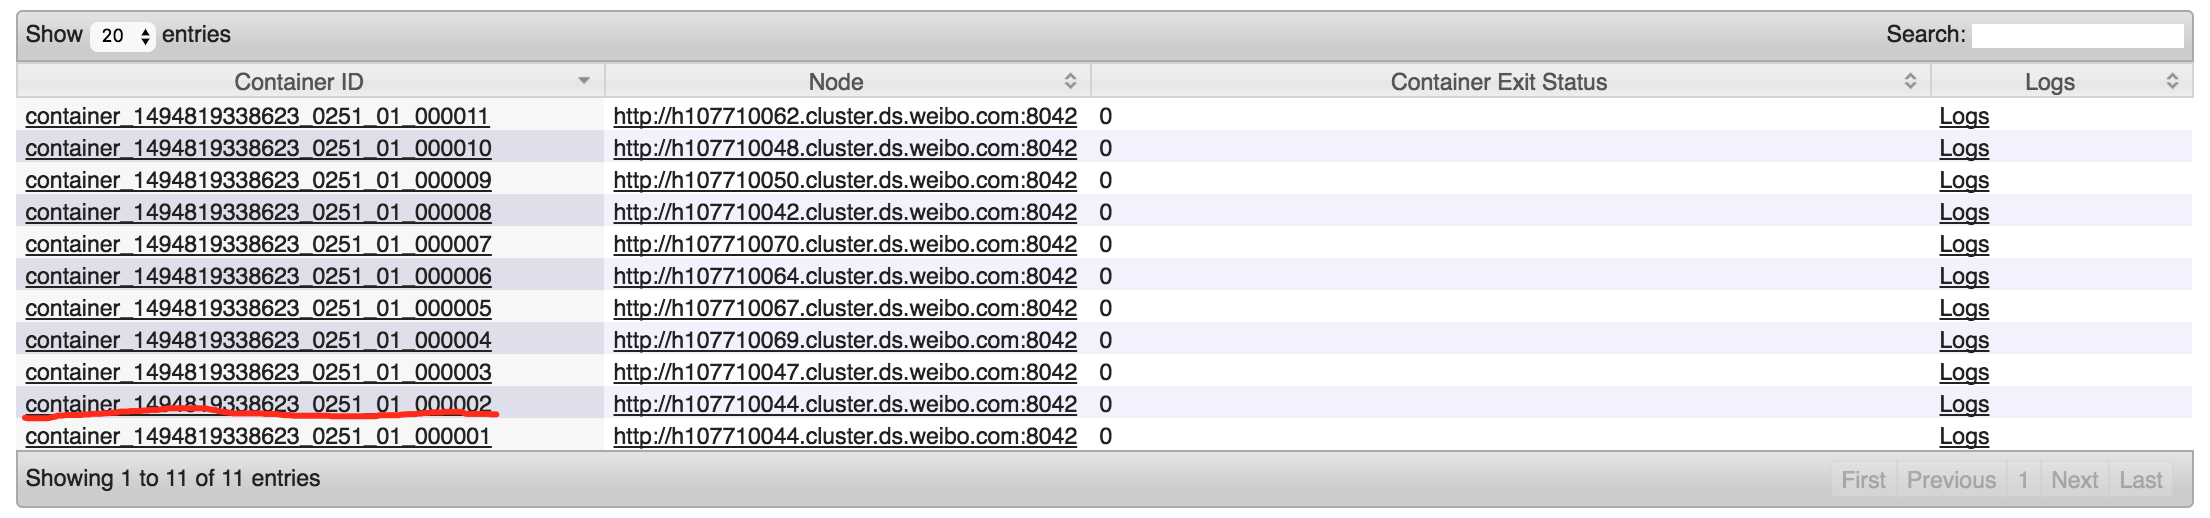 Show 20 entries Search:
Container ID Node Container Exit Status Logs
container_1494819338623_0251_01_000011 http://h107710062.cluster.ds.weibo.com:8042 0 Logs
container_1494819338623_0251_01_000010 http://h107710048.cluster.ds.weibo.com:8042 0 Logs
container_1494819338623_0251_01_000009 http://h107710050.cluster.ds.weibo.com:8042 0 Logs
container_1494819338623_0251_01_000008 http://h107710042.cluster.ds.weibo.com:8042 0 Logs
container_1494819338623_0251_01_000007 http://h107710070.cluster.ds.weibo.com:8042 0 Logs
container_1494819338623_0251_01_000006 http://h107710064.cluster.ds.weibo.com:8042 0 Logs
container_1494819338623_0251_01_000005 http://h107710067.cluster.ds.weibo.com:8042 0 Logs
container_1494819338623_0251_01_000004 http://h107710069.cluster.ds.weibo.com:8042 0 Logs
container_1494819338623_0251_01_000003 http://h107710047.cluster.ds.weibo.com:8042 0 Logs
container_1494819338623_0251_01_000002 http://h107710044.cluster.ds.weibo.com:8042 0 Logs
container_1494819338623_0251_01_000001 http://h107710044.cluster.ds.weibo.com:8042 0 Logs
Showing 1 to 11 of 11 entries First Previous 1 Next Last